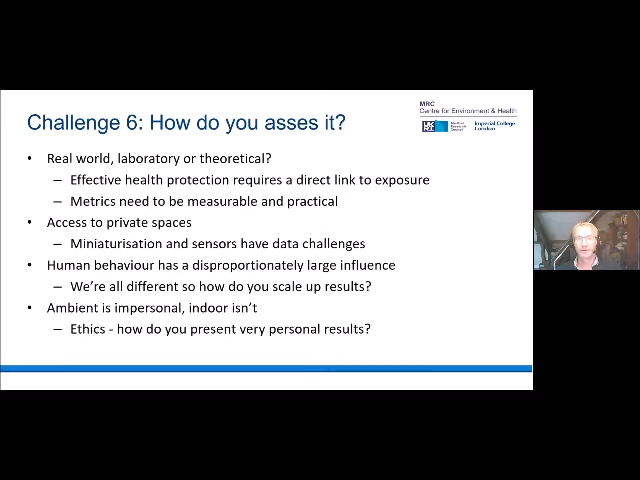 MRC
Centre for Environment & Health
Challenge 6: How do you asses it?
Medical Research Council
Imperial College London
• Real world, laboratory or theoretical?
– Effective health protection requires a direct link to exposure
– Metrics need to be measurable and practical
• Access to private spaces
– Miniaturisation and sensors have data challenges
• Human behaviour has a disproportionately large influence
– We're all different so how do you scale up results?
• Ambient is impersonal, indoor isn't
– Ethics - how do you present very personal results?